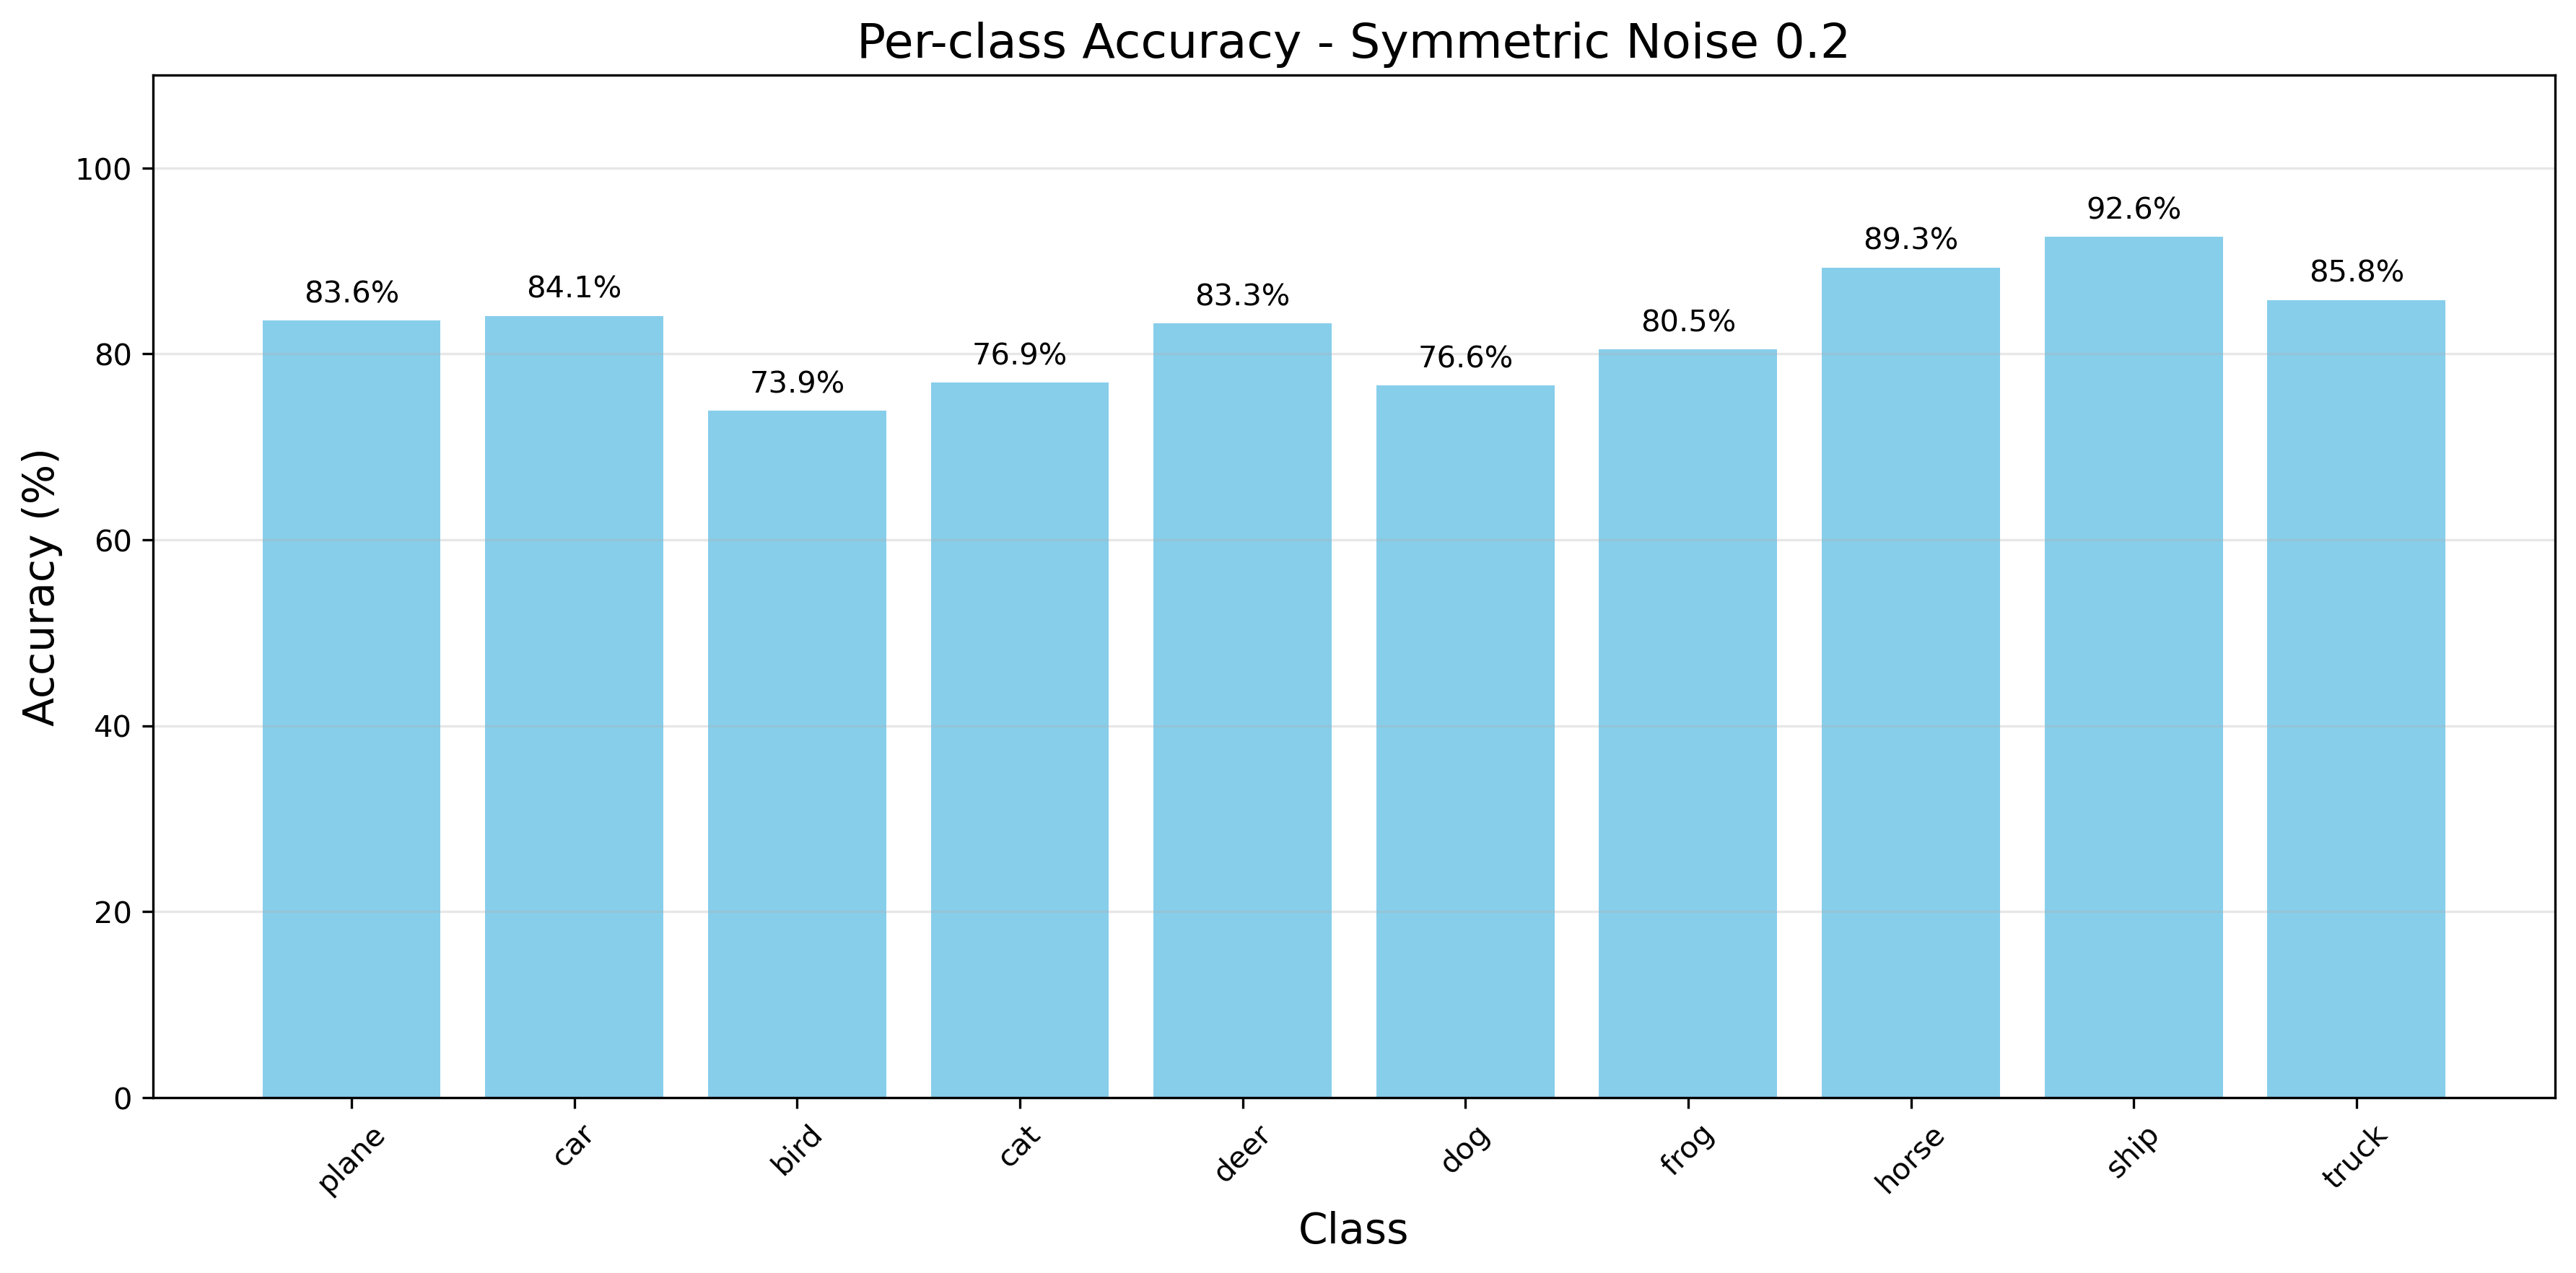 Per-class Accuracy - Symmetric Noise 0.2
Accuracy (%)
100
80
60
40
20
0
83.6%
84.1%
73.9%
76.9%
83.3%
76.6%
80.5%
89.3%
92.6%
85.8%
plane
car
bird
cat
deer
dog
frog
horse
ship
truck
Class